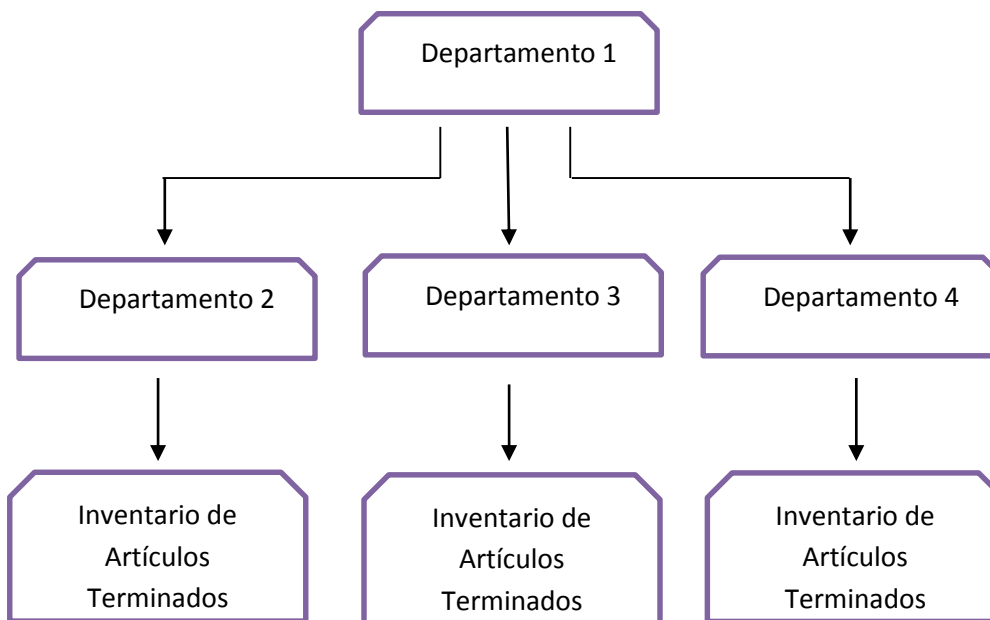 Departamento 1
Departamento 2
Departamento 3
Departamento 4
Inventario de
Artículos
Terminados
Inventario de
Artículos
Terminados
Inventario de
Artículos
Terminados